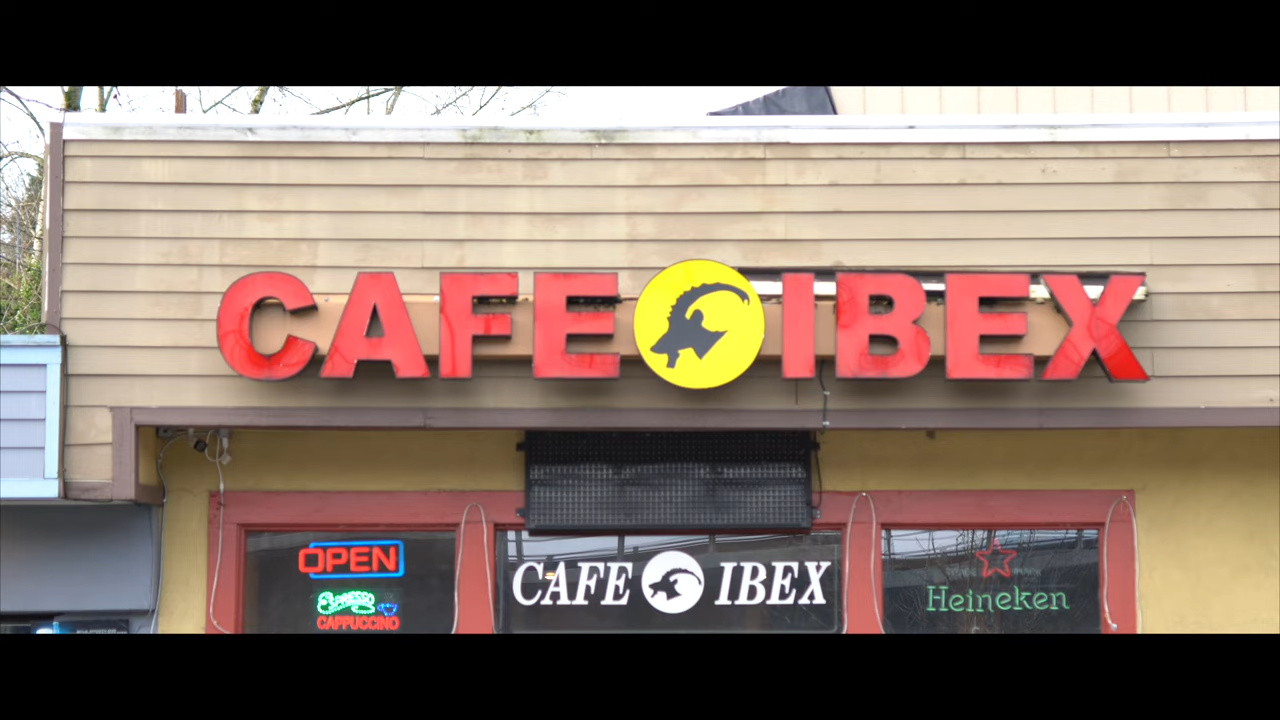 CAFE IBEX
OPEN
ESPRESSO
CAPPUCCINO
CAFE IBEX
Heineken